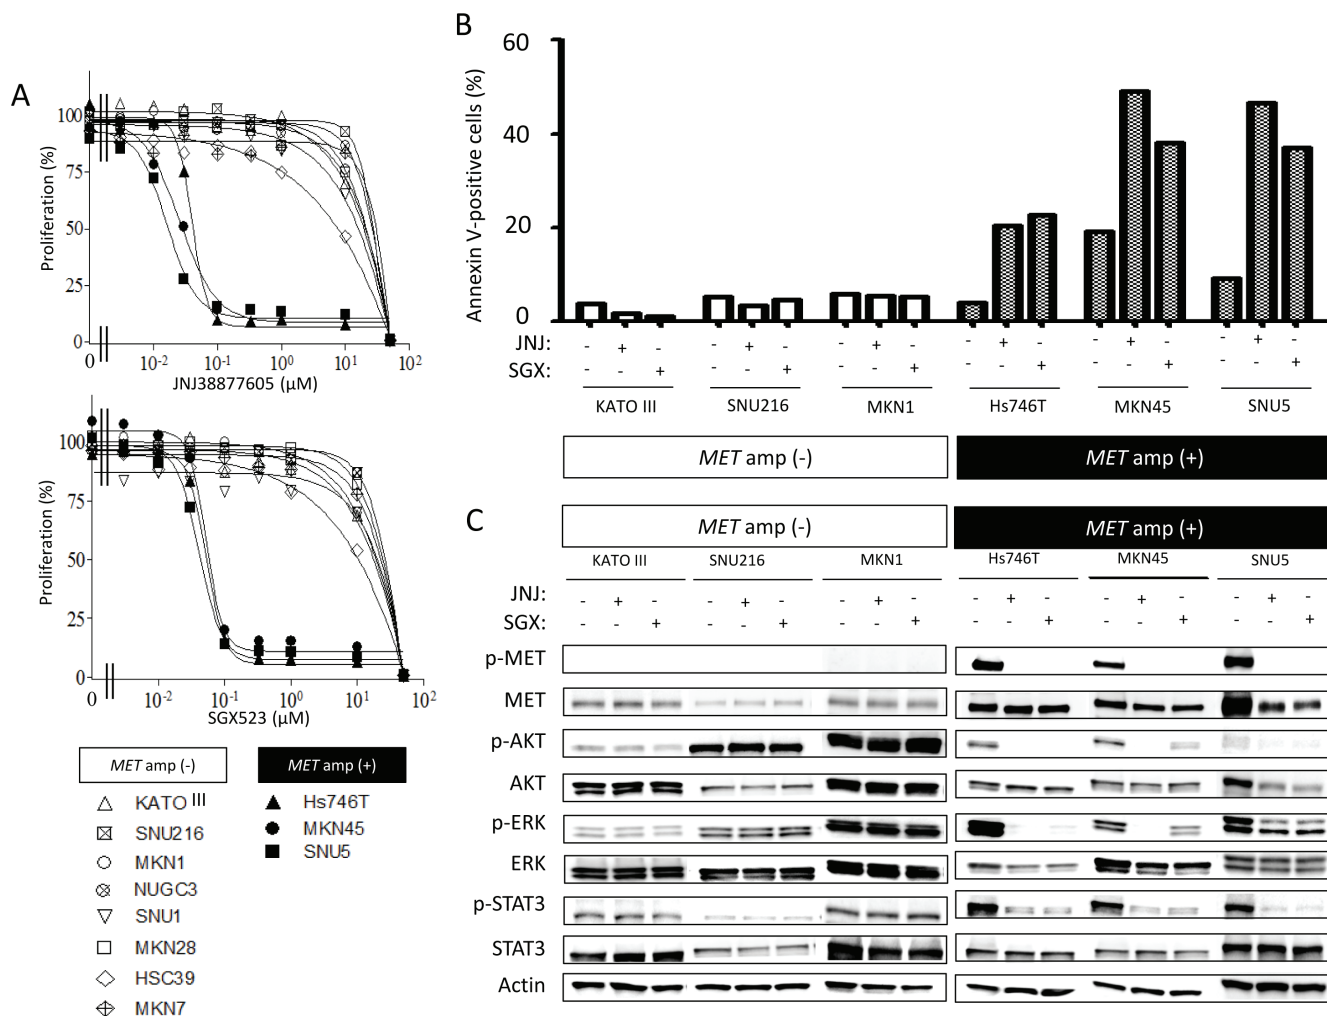 A
Proliferation (%)
100
75
50
25
0
0 10-2 10-1 100 101 102
JNJ38877605 (µM)
Proliferation (%)
100
75
50
25
0
0 10-2 10-1 100 101 102
SGX523 (µM)
MET amp (-) MET amp (+)
KATO III Hs746T
SNU216 MKN45
MKN1 SNU5
NUGC3
SNU1
MKN28
HSC39
MKN7
B
Annexin V-positive cells (%)
60
40
20
0
JNJ: - + - - + - - + - - + - - + - - + -
SGX: - - + - - + - - + - - + - - + - - +
KATO III SNU216 MKN1 Hs746T MKN45 SNU5
MET amp (-) MET amp (+)
C
MET amp (-) MET amp (+)
KATO III SNU216 MKN1 Hs746T MKN45 SNU5
JNJ: - + - - + - - + - - + - - + - - + -
SGX: - - + - - + - - + - - + - - + - - +
p-MET
MET
p-AKT
AKT
p-ERK
ERK
p-STAT3
STAT3
Actin